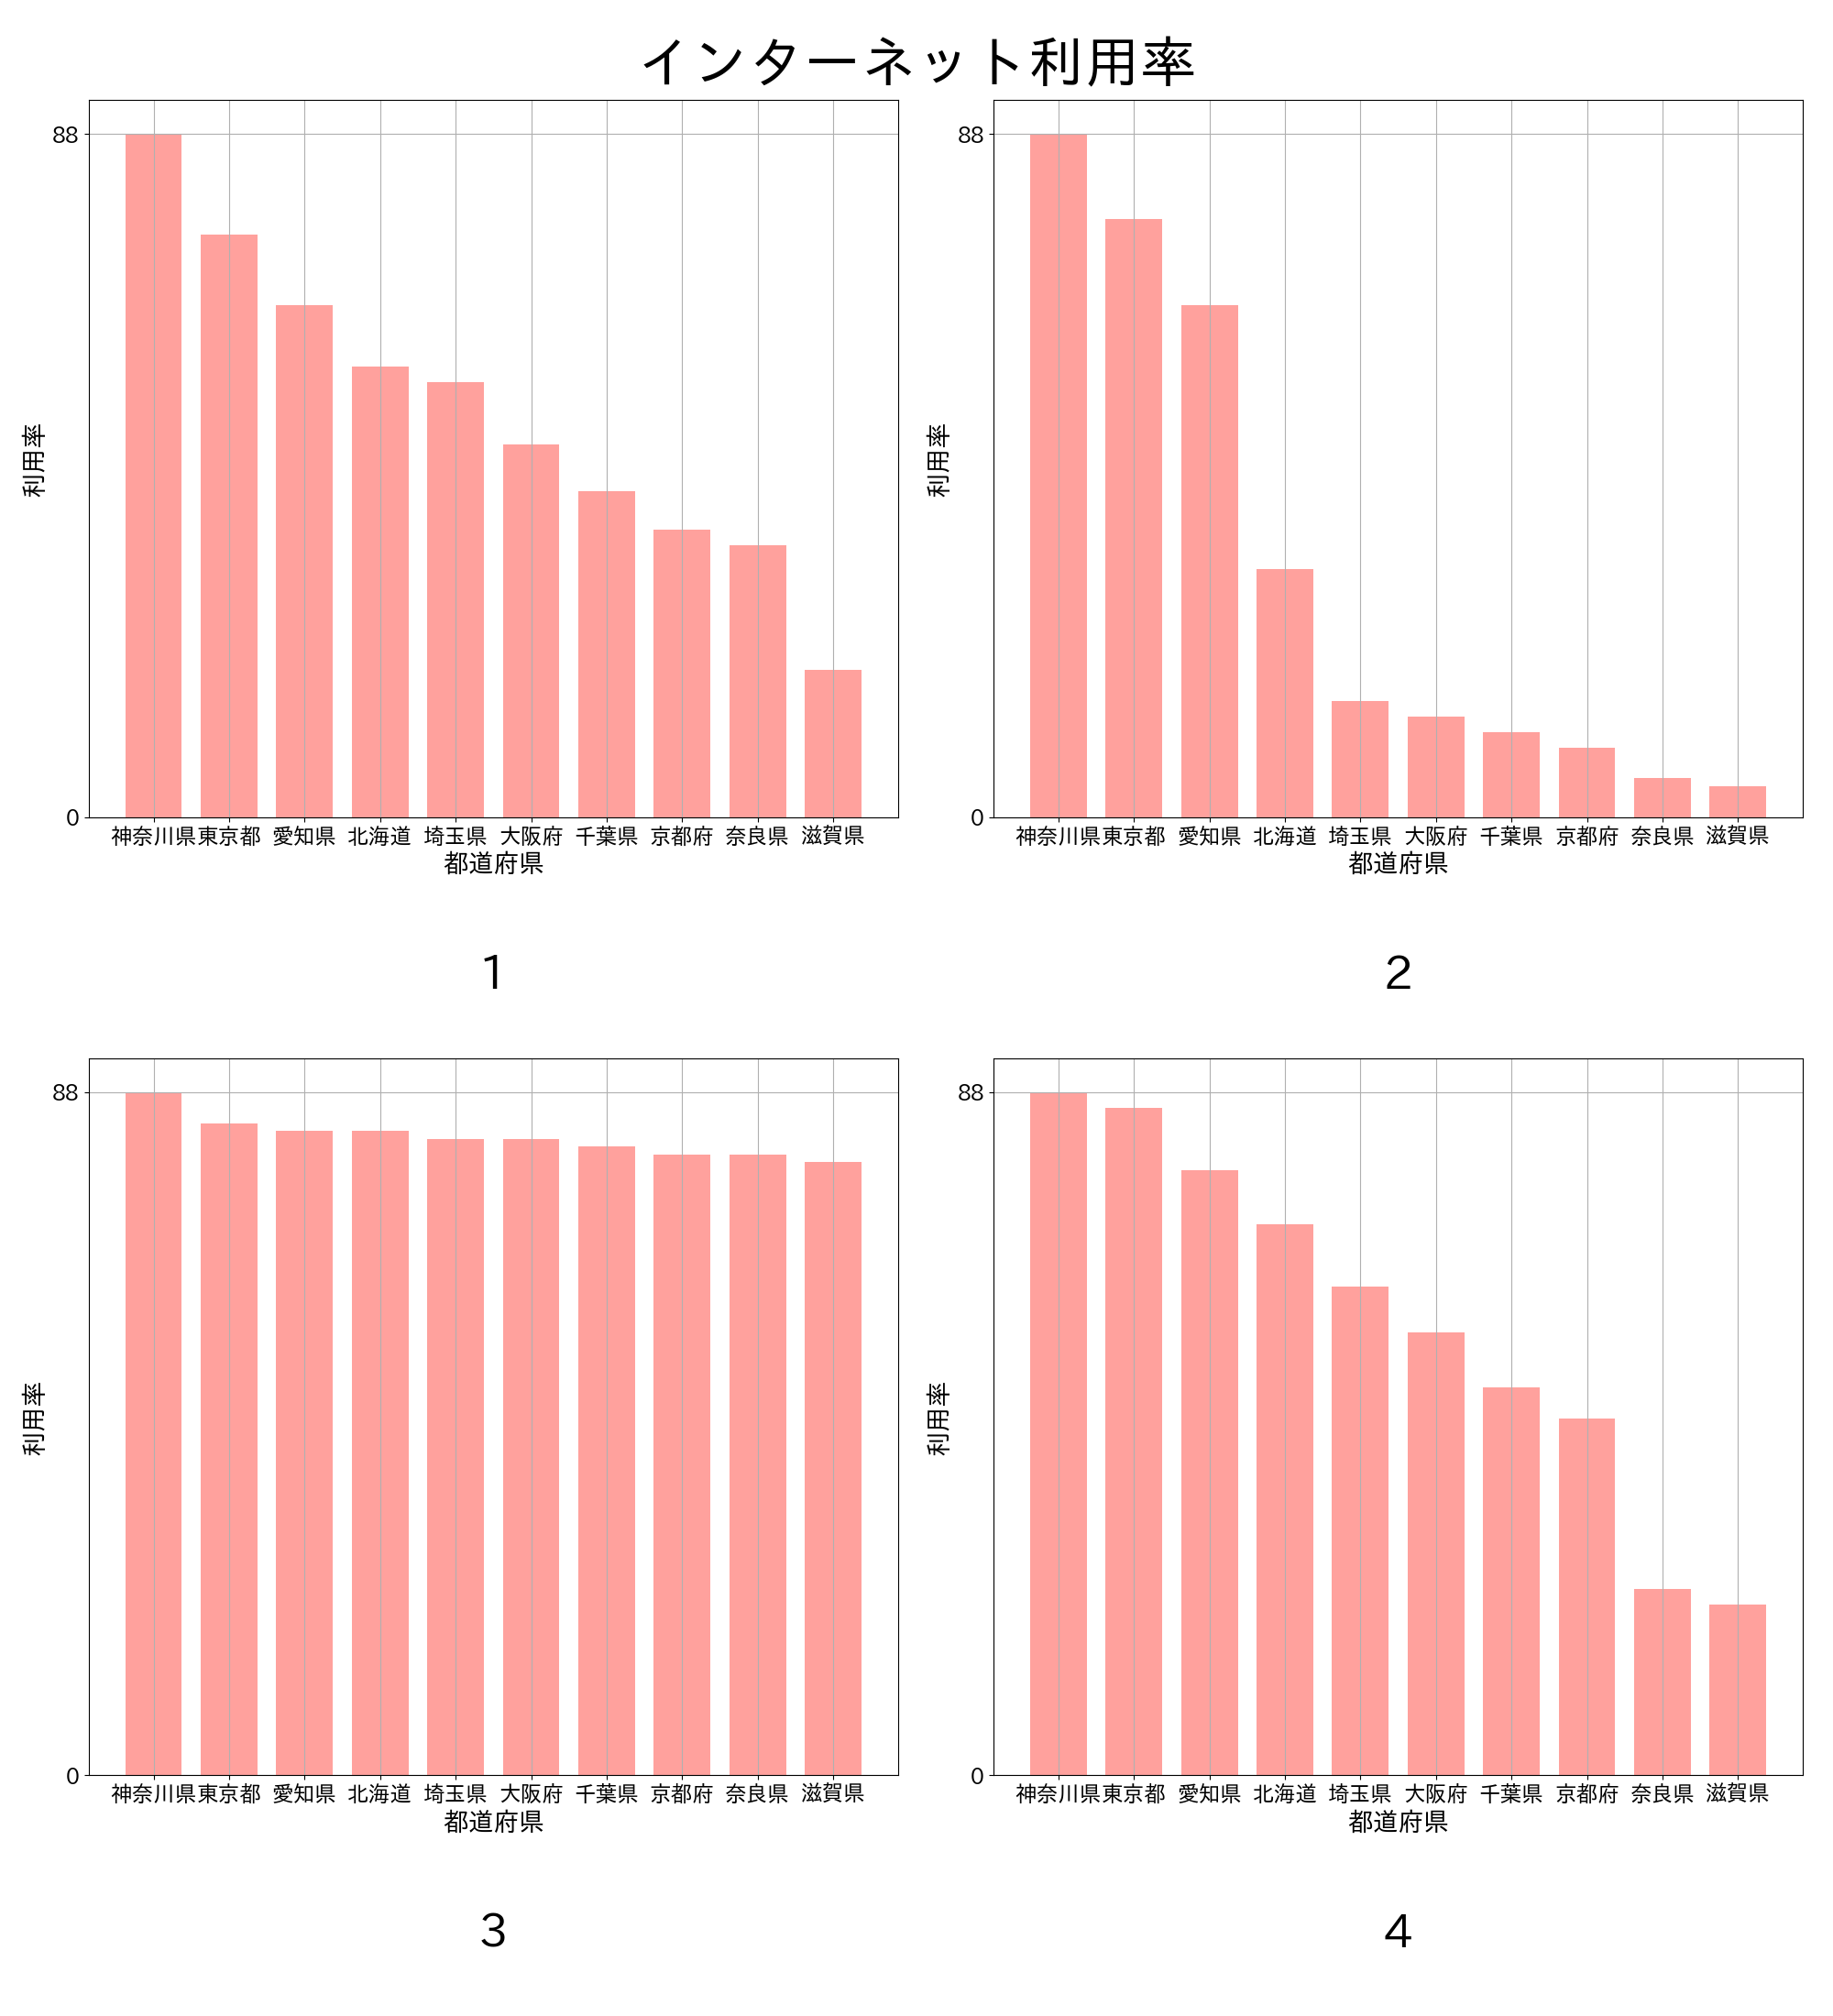 インターネット利用率
88
0
利用率
神奈川県 東京都 愛知県 北海道 埼玉県 大阪府 千葉県 京都府 奈良県 滋賀県
都道府県
1
88
0
利用率
神奈川県 東京都 愛知県 北海道 埼玉県 大阪府 千葉県 京都府 奈良県 滋賀県
都道府県
2
88
0
利用率
神奈川県 東京都 愛知県 北海道 埼玉県 大阪府 千葉県 京都府 奈良県 滋賀県
都道府県
3
88
0
利用率
神奈川県 東京都 愛知県 北海道 埼玉県 大阪府 千葉県 京都府 奈良県 滋賀県
都道府県
4